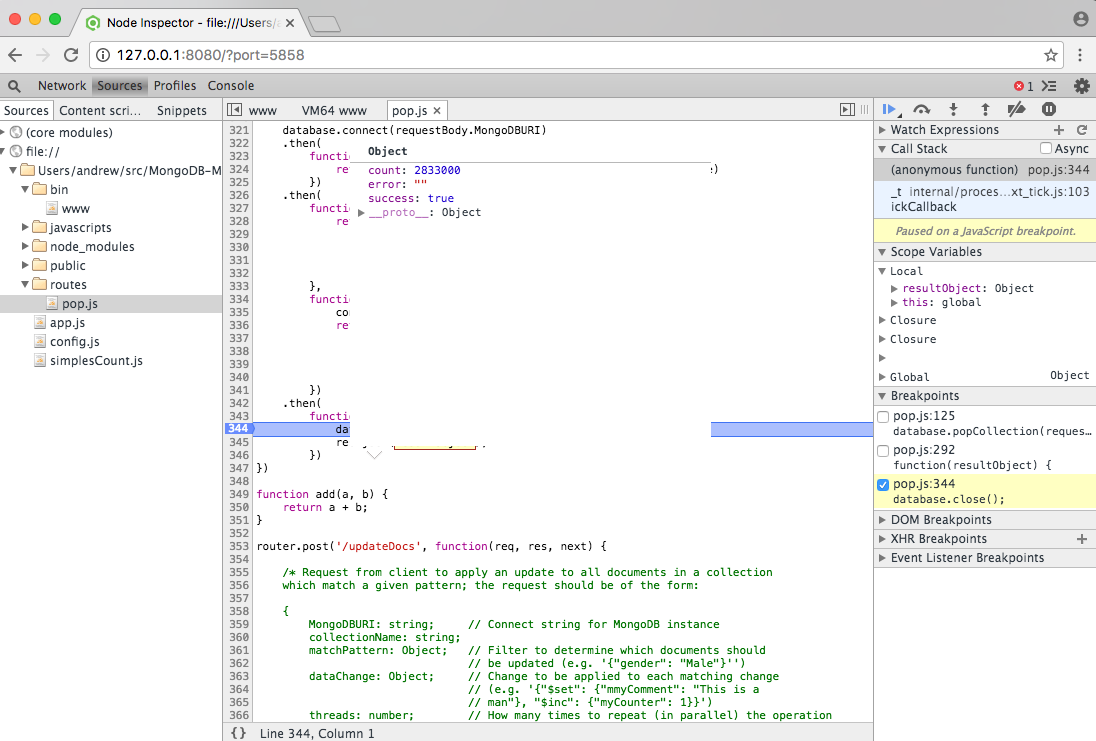 Node Inspector - file:///Users/
127.0.0.1:8080/?port=5858
Network Sources Profiles Console
1
Sources Content scri... Snippets
(core modules)
file://
Users/andrew/src/MongoDB-M
bin
www
javascripts
node_modules
public
routes
pop.js
app.js
config.js
simplesCount.js
www VM64 www pop.js
321 database.connect(requestBody.MongoDBURI)
322 .then(
323 functi
324 re )
325 })
326 .then(
327 functi
328 re
329
330
331
332
333 },
334 functi
335 co
336 re
337
338
339
340
341 })
342 .then(
343 functi
344 da
345 re
346 })
347 })
348
349 function add(a, b) {
350 return a + b;
351 }
352
353 router.post('/updateDocs', function(req, res, next) {
354
355 /* Request from client to apply an update to all documents in a collection
356 which match a given pattern; the request should be of the form:
357
358 {
359 MongoDBURI: string; // Connect string for MongoDB instance
360 collectionName: string;
361 matchPattern: Object; // Filter to determine which documents should
362 // be updated (e.g. '{"gender": "Male"}'')
363 dataChange: Object; // Change to be applied to each matching change
364 // (e.g. '{"$set": {"mmyComment": "This is a
365 // man"}, "$inc": {"myCounter": 1}}')
366 threads: number; // How many times to repeat (in parallel) the operation
Object
count: 2833000
error: ""
success: true
__proto__: Object
{} Line 344, Column 1
Watch Expressions
Call Stack Async
(anonymous function) pop.js:344
_t internal/proces...xt_tick.js:103
ickCallback
Paused on a JavaScript breakpoint.
Scope Variables
Local
resultObject: Object
this: global
Closure
Closure
Global Object
Breakpoints
pop.js:125
database.popCollection(reques...
pop.js:292
function(resultObject) {
pop.js:344
database.close();
DOM Breakpoints
XHR Breakpoints
Event Listener Breakpoints